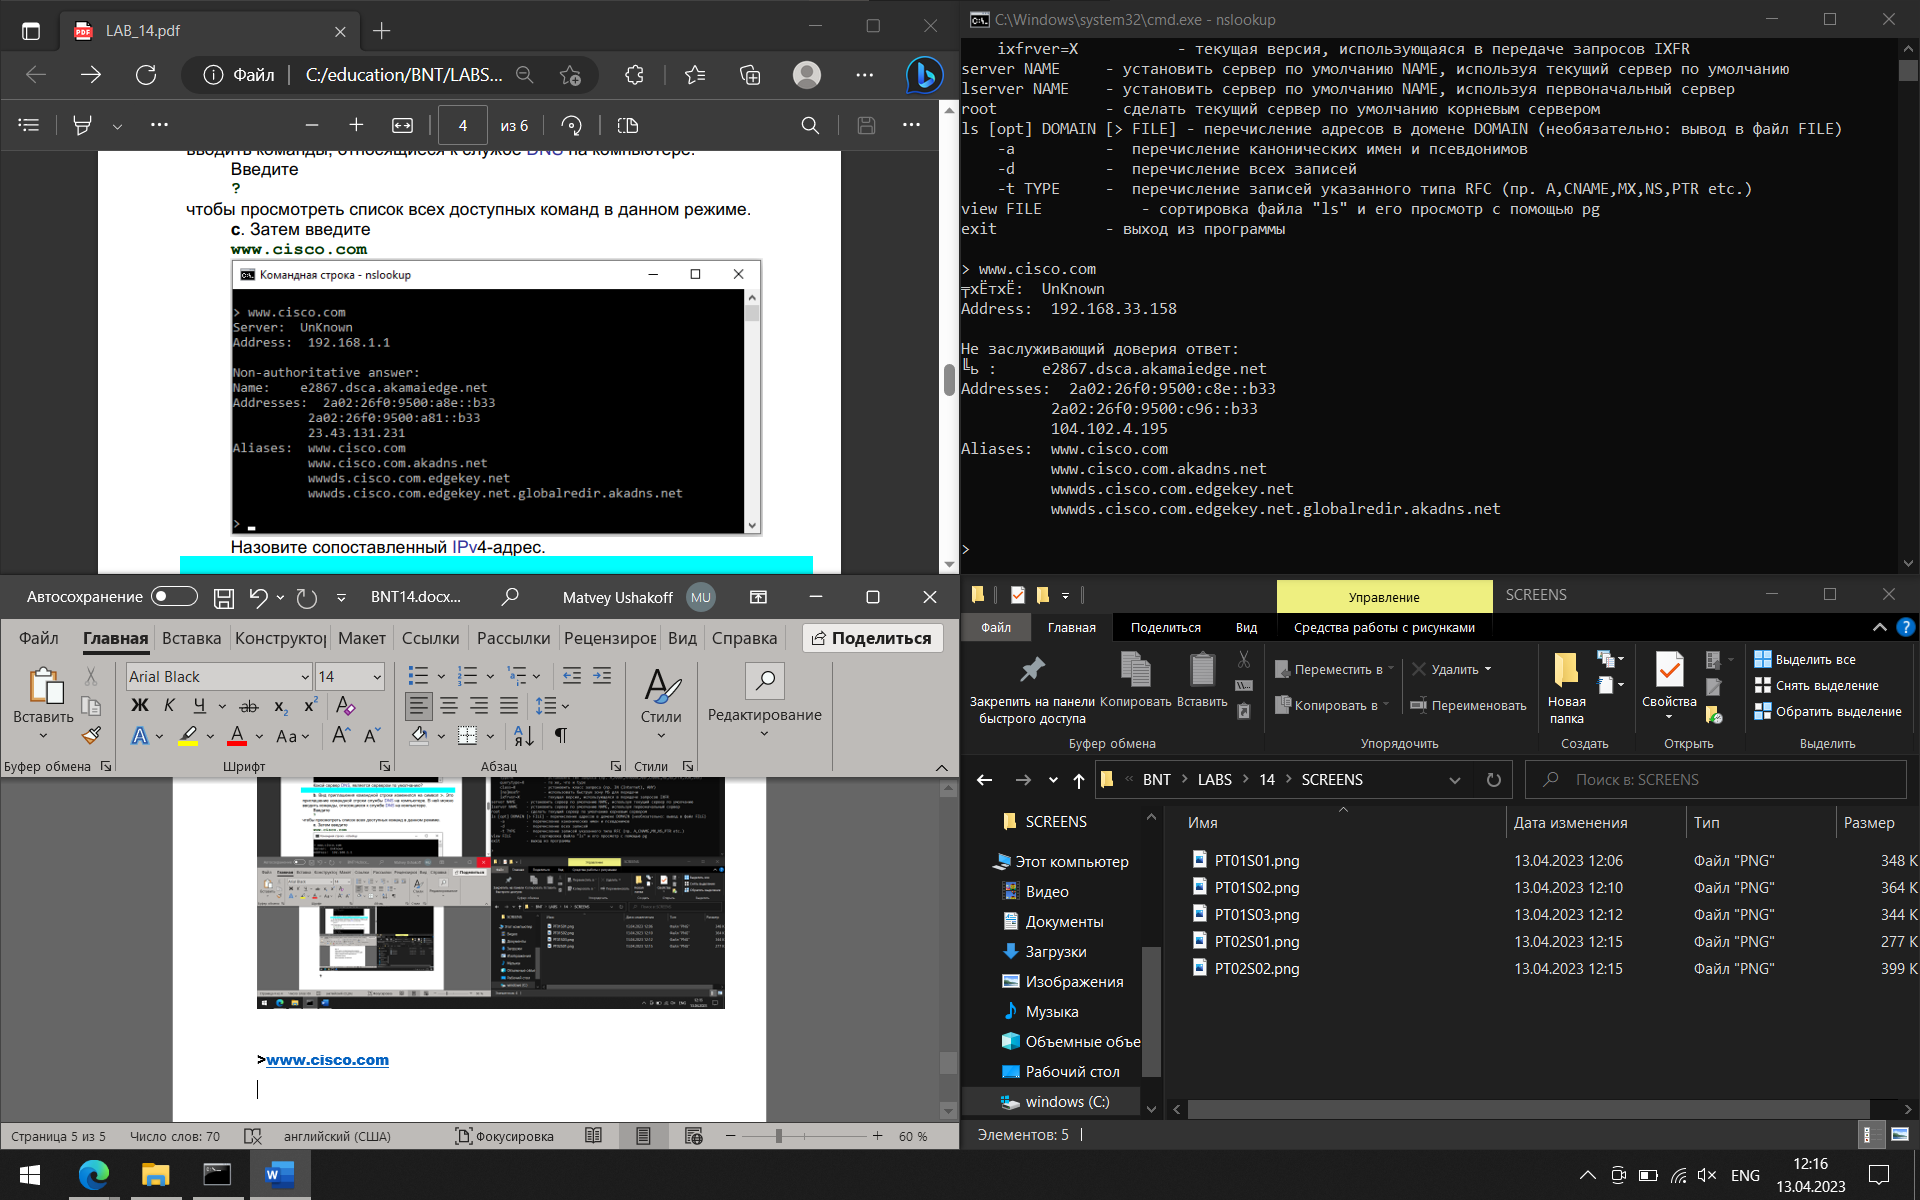 LAB_14.pdf
Файл
C:/education/BNT/LABS...
4
из 6
Введите
?
чтобы просмотреть список всех доступных команд в данном режиме.
c. Затем введите
www.cisco.com
Командная строка - nslookup
> www.cisco.com
Server:  UnKnown
Address:  192.168.1.1
Non-authoritative answer:
Name:    e2867.dsca.akamaiedge.net
Addresses:  2a02:26f0:9500:a8e::b33
2a02:26f0:9500:a81::b33
23.43.131.231
Aliases:  www.cisco.com
www.cisco.com.akadns.net
wwwds.cisco.com.edgekey.net
wwwds.cisco.com.edgekey.net.globalredir.akadns.net
>
Назовите сопоставленный IPv4-адрес.
C:\Windows\system32\cmd.exe - nslookup
ixfrver=X           - текущая версия, использующаяся в передаче запросов IXFR
server NAME     - установить сервер по умолчанию NAME, используя текущий сервер по умолчанию
lserver NAME    - установить сервер по умолчанию NAME, используя первоначальный сервер
root            - сделать текущий сервер по умолчанию корневым сервером
ls [opt] DOMAIN [> FILE] - перечисление адресов в домене DOMAIN (необязательно: вывод в файл FILE)
-a          -  перечисление канонических имен и псевдонимов
-d          -  перечисление всех записей
-t TYPE     -  перечисление записей указанного типа RFC (пр. A,CNAME,MX,NS,PTR etc.)
view FILE           - сортировка файла "ls" и его просмотр с помощью pg
exit            - выход из программы
> www.cisco.com
╤хЁтхЁ:  UnKnown
Address:  192.168.33.158
Не заслуживающий доверия ответ:
╚ь :     e2867.dsca.akamaiedge.net
Addresses:  2a02:26f0:9500:c8e::b33
2a02:26f0:9500:c96::b33
104.102.4.195
Aliases:  www.cisco.com
www.cisco.com.akadns.net
wwwds.cisco.com.edgekey.net
wwwds.cisco.com.edgekey.net.globalredir.akadns.net
>
Автосохранение
BNT14.docx...
Matvey Ushakoff
MU
Файл Главная Вставка Конструктор Макет Ссылки Рассылки Рецензиров Вид Справка Поделиться
Arial Black
14
Вставить
Ж К Ч ab x₂ x² A
A A Aa A A
Стили
Редактирование
Буфер обмена
Шрифт
Абзац
Стили
>www.cisco.com
Страница 5 из 5
Число слов: 70
английский (США)
Фокусировка
60 %
Управление
SCREENS
Файл Главная Поделиться Вид Средства работы с рисунками
Закрепить на панели быстрого доступа
Копировать
Вставить
Переместить в
Копировать в
Удалить
Переименовать
Новая папка
Свойства
Выделить все
Снять выделение
Обратить выделение
Буфер обмена
Упорядочить
Создать
Открыть
Выделить
BNT > LABS > 14 > SCREENS
Поиск в: SCREENS
SCREENS
Этот компьютер
Видео
Документы
Загрузки
Изображения
Музыка
Объемные объе
Рабочий стол
windows (C:)
Имя Дата изменения Тип Размер
PT01S01.png 13.04.2023 12:06 Файл "PNG" 348 К
PT01S02.png 13.04.2023 12:10 Файл "PNG" 364 К
PT01S03.png 13.04.2023 12:12 Файл "PNG" 344 К
PT02S01.png 13.04.2023 12:15 Файл "PNG" 277 К
PT02S02.png 13.04.2023 12:15 Файл "PNG" 399 К
Элементов: 5
ENG
12:16
13.04.2023